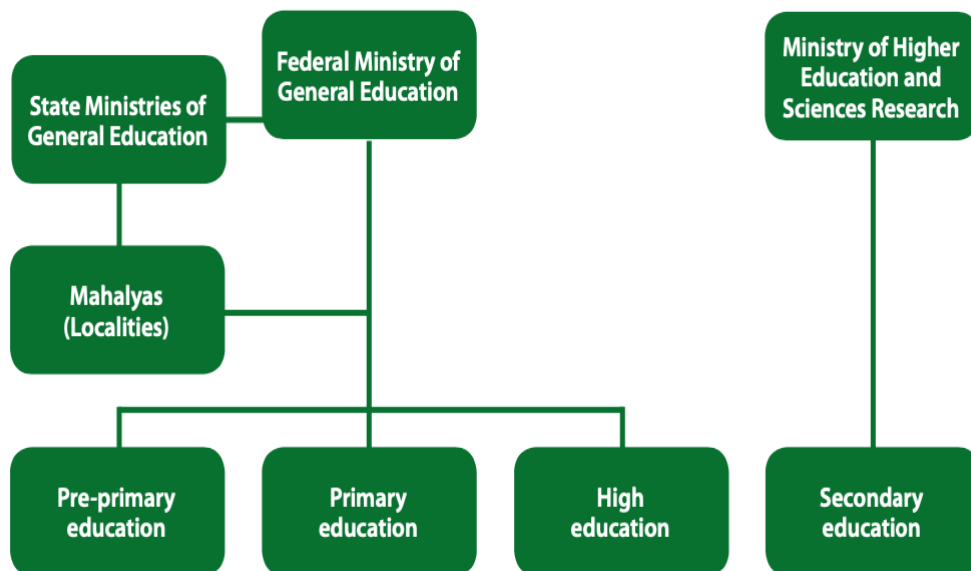 Federal Ministry of
General Education
Ministry of Higher
Education and
Sciences Research
State Ministries of
General Education
Mahalyas
(Localities)
Pre-primary
education
Primary
education
High
education
Secondary
education